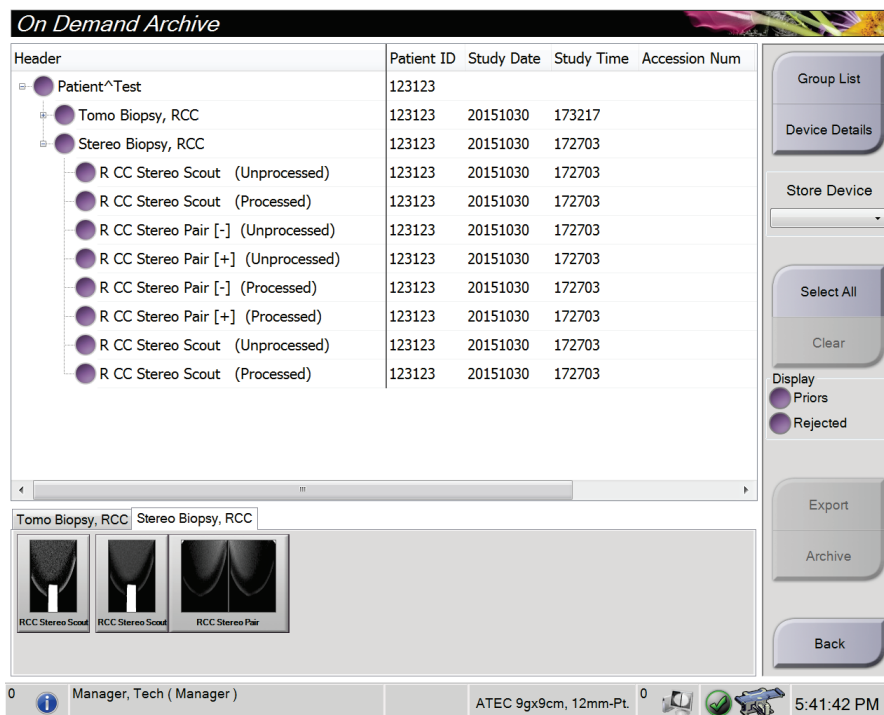 On Demand Archive
Header Patient ID Study Date Study Time Accession Num
Patient^Test 123123
Tomo Biopsy, RCC 123123 20151030 173217
Stereo Biopsy, RCC 123123 20151030 172703
R CC Stereo Scout (Unprocessed) 123123 20151030 172703
R CC Stereo Scout (Processed) 123123 20151030 172703
R CC Stereo Pair [-] (Unprocessed) 123123 20151030 172703
R CC Stereo Pair [+] (Unprocessed) 123123 20151030 172703
R CC Stereo Pair [-] (Processed) 123123 20151030 172703
R CC Stereo Pair [+] (Processed) 123123 20151030 172703
R CC Stereo Scout (Unprocessed) 123123 20151030 172703
R CC Stereo Scout (Processed) 123123 20151030 172703
Group List
Device Details
Store Device
Select All
Clear
Display
Priors
Rejected
Export
Archive
Back
Tomo Biopsy, RCC Stereo Biopsy, RCC
RCC Stereo Scout RCC Stereo Scout RCC Stereo Pair
0 Manager, Tech ( Manager ) ATEC 9gx9cm, 12mm-Pt. 0 5:41:42 PM